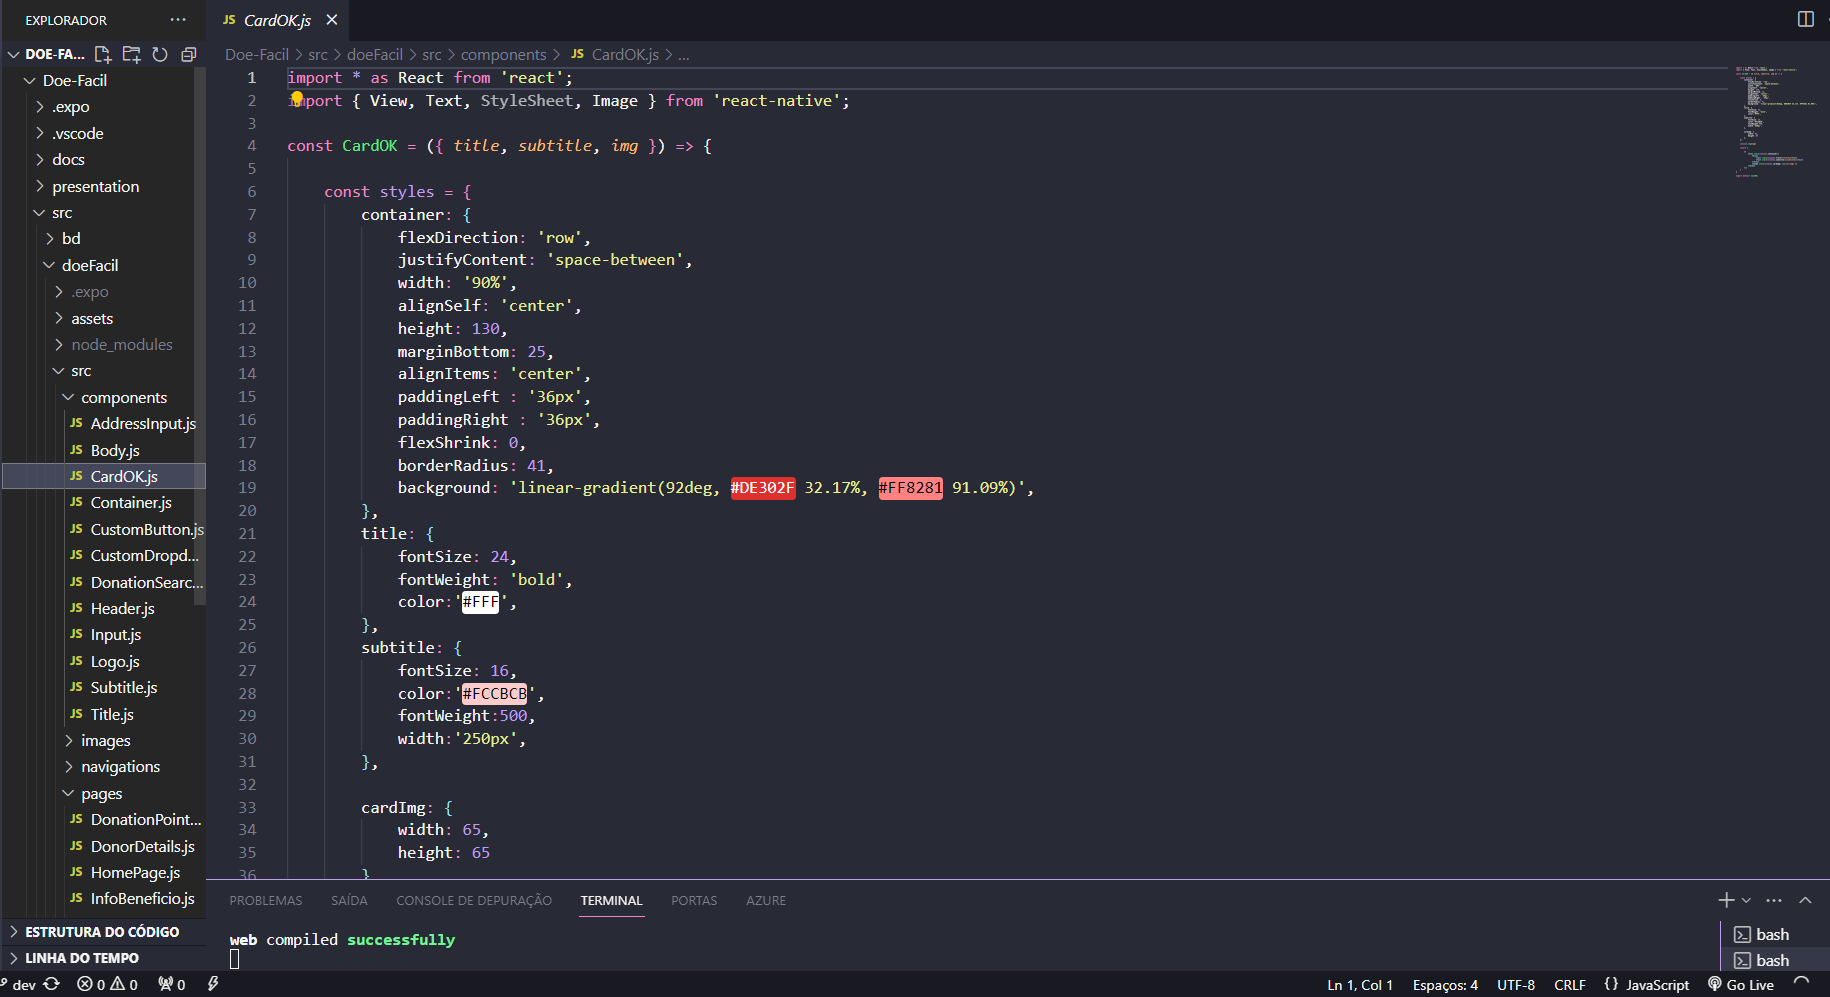 EXPLORADOR
DOE-FA...
Doe-Facil
.expo
.vscode
docs
presentation
src
bd
doeFacil
.expo
assets
node_modules
src
components
JS AddressInput.js
JS Body.js
JS CardOK.js
JS Container.js
JS CustomButton.js
JS CustomDropd...
JS DonationSearc...
JS Header.js
JS Input.js
JS Logo.js
JS Subtitle.js
JS Title.js
images
navigations
pages
JS DonationPoint...
JS DonorDetails.js
JS HomePage.js
JS InfoBeneficio.js
ESTRUTURA DO CÓDIGO
LINHA DO TEMPO
JS CardOK.js
Doe-Facil > src > doeFacil > src > components > JS CardOK.js > ...
1 import * as React from 'react';
2 import { View, Text, StyleSheet, Image } from 'react-native';
3
4 const CardOK = ({ title, subtitle, img }) => {
5
6 const styles = {
7 container: {
8 flexDirection: 'row',
9 justifyContent: 'space-between',
10 width: '90%',
11 alignSelf: 'center',
12 height: 130,
13 marginBottom: 25,
14 alignItems: 'center',
15 paddingLeft : '36px',
16 paddingRight : '36px',
17 flexShrink: 0,
18 borderRadius: 41,
19 background: 'linear-gradient(92deg, #DE302F 32.17%, #FF8281 91.09%)',
20 },
21 title: {
22 fontSize: 24,
23 fontWeight: 'bold',
24 color:'#FFF',
25 },
26 subtitle: {
27 fontSize: 16,
28 color:'#FCCBCB',
29 fontWeight:500,
30 width:'250px',
31 },
32
33 cardImg: {
34 width: 65,
35 height: 65
36 }
PROBLEMAS SAÍDA CONSOLE DE DEPURAÇÃO TERMINAL PORTAS AZURE
web compiled successfully
bash
bash
dev 0 0 0 Ln 1, Col 1 Espaços: 4 UTF-8 CRLF {} JavaScript Go Live